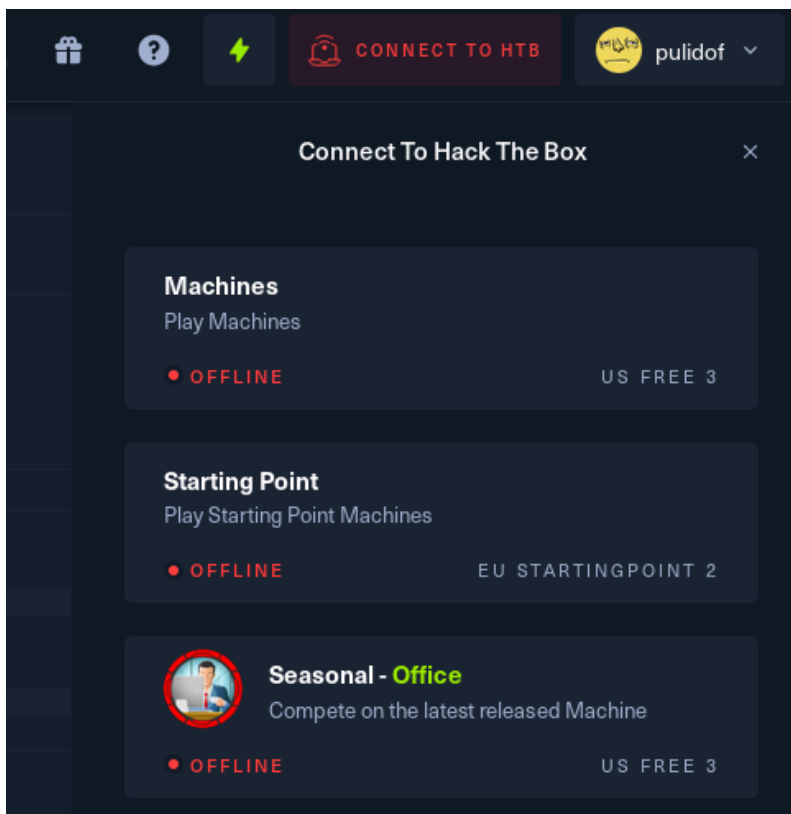 CONNECT TO HTB
pulidof
Connect To Hack The Box
Machines
Play Machines
OFFLINE US FREE 3
Starting Point
Play Starting Point Machines
OFFLINE EU STARTINGPOINT 2
Seasonal - Office
Compete on the latest released Machine
OFFLINE US FREE 3